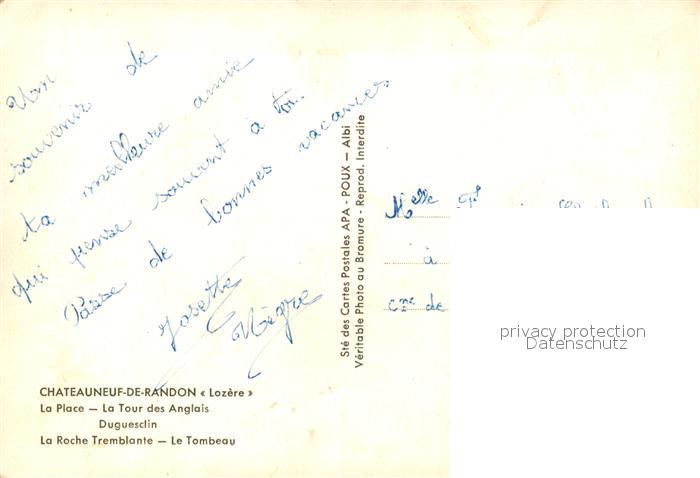 Un souvenir de
ta meilleure amie
qui pense souvent à toi.
Passe de bonnes vacances
Josette
Nègre
CHATEAUNEUF-DE-RANDON « Lozère »
La Place — La Tour des Anglais
Duguesclin
La Roche Tremblante — Le Tombeau
Sté des Cartes Postales APA - POUX — Albi
Véritable Photo au Bromure - Reprod. Interdite
Melle
à
Cne de
privacy protection
Datenschutz